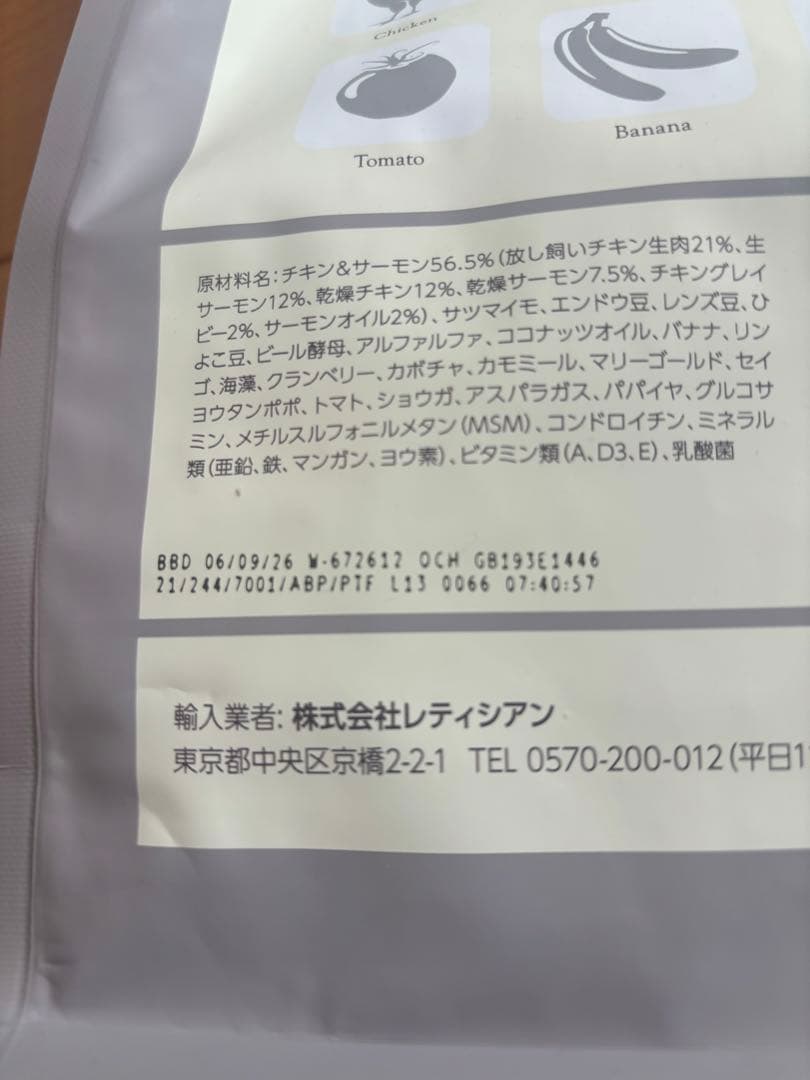 Chicken
Tomato
Banana
原材料名:チキン&サーモン56.5%(放し飼いチキン生肉21%、生
サーモン12%、乾燥チキン12%、乾燥サーモン7.5%、チキングレイ
ビー2%、サーモンオイル2%)、サツマイモ、エンドウ豆、レンズ豆、ひ
よこ豆、ビール酵母、アルファルファ、ココナッツオイル、バナナ、リン
ゴ、海藻、クランベリー、カボチャ、カモミール、マリーゴールド、セイ
ヨウタンポポ、トマト、ショウガ、アスパラガス、パパイヤ、グルコサ
ミン、メチルスルフォニルメタン(MSM)、コンドロイチン、ミネラル
類(亜鉛、鉄、マンガン、ヨウ素)、ビタミン類(A、D3、E)、乳酸菌
BBD 06/09/26 W-672612 OCH GB193E1446
21/244/7001/ABP/PTF L13 0066 07:40:57
輸入業者: 株式会社レティシアン
東京都中央区京橋2-2-1 TEL 0570-200-012(平日1